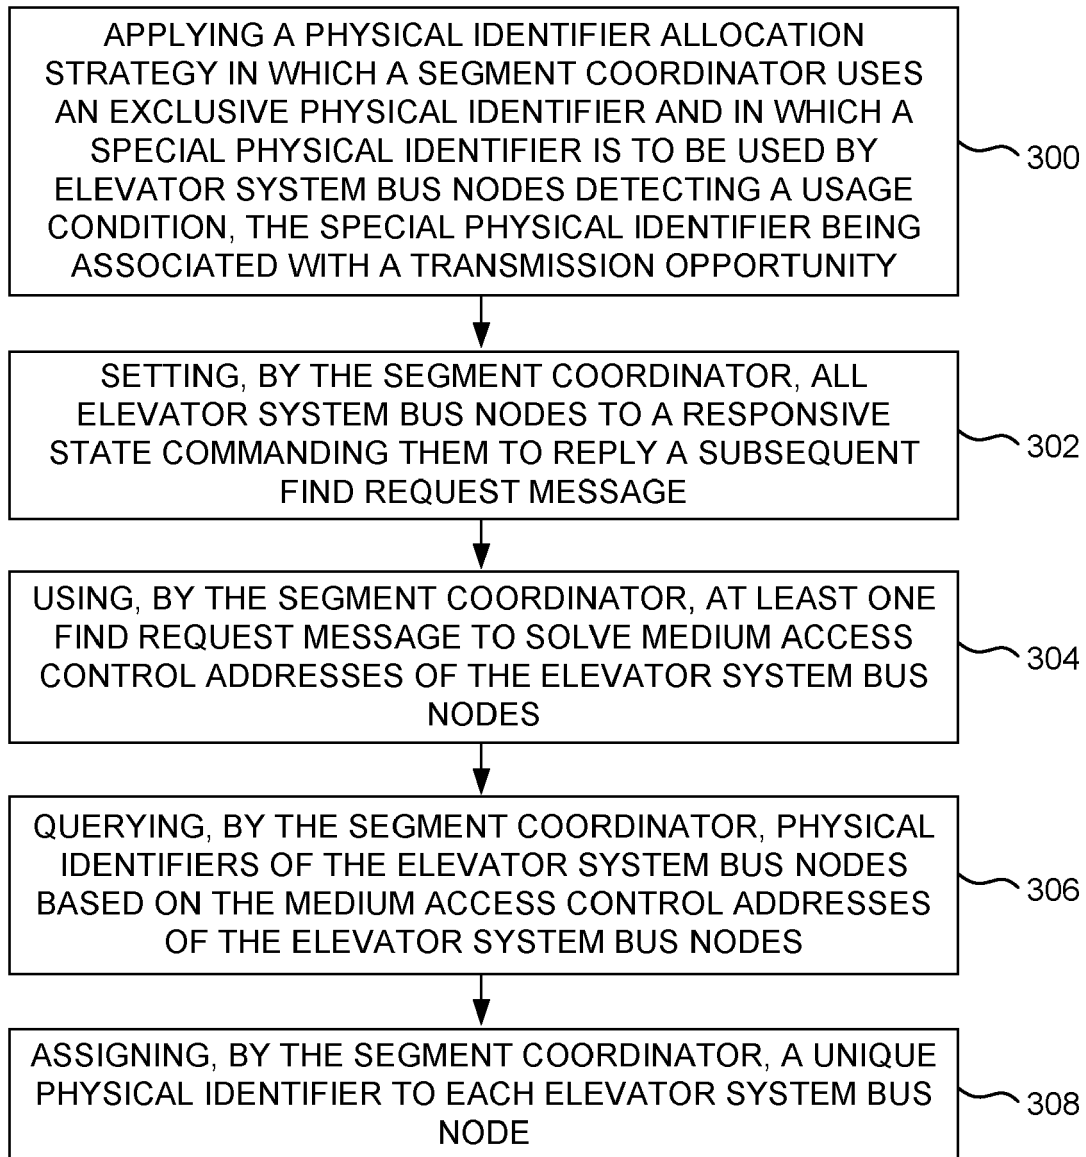 APPLYING A PHYSICAL IDENTIFIER ALLOCATION
STRATEGY IN WHICH A SEGMENT COORDINATOR USES
AN EXCLUSIVE PHYSICAL IDENTIFIER AND IN WHICH A
SPECIAL PHYSICAL IDENTIFIER IS TO BE USED BY
ELEVATOR SYSTEM BUS NODES DETECTING A USAGE
CONDITION, THE SPECIAL PHYSICAL IDENTIFIER BEING
ASSOCIATED WITH A TRANSMISSION OPPORTUNITY
300
SETTING, BY THE SEGMENT COORDINATOR, ALL
ELEVATOR SYSTEM BUS NODES TO A RESPONSIVE
STATE COMMANDING THEM TO REPLY A SUBSEQUENT
FIND REQUEST MESSAGE
302
USING, BY THE SEGMENT COORDINATOR, AT LEAST ONE
FIND REQUEST MESSAGE TO SOLVE MEDIUM ACCESS
CONTROL ADDRESSES OF THE ELEVATOR SYSTEM BUS
NODES
304
QUERYING, BY THE SEGMENT COORDINATOR, PHYSICAL
IDENTIFIERS OF THE ELEVATOR SYSTEM BUS NODES
BASED ON THE MEDIUM ACCESS CONTROL ADDRESSES
OF THE ELEVATOR SYSTEM BUS NODES
306
ASSIGNING, BY THE SEGMENT COORDINATOR, A UNIQUE
PHYSICAL IDENTIFIER TO EACH ELEVATOR SYSTEM BUS
NODE
308